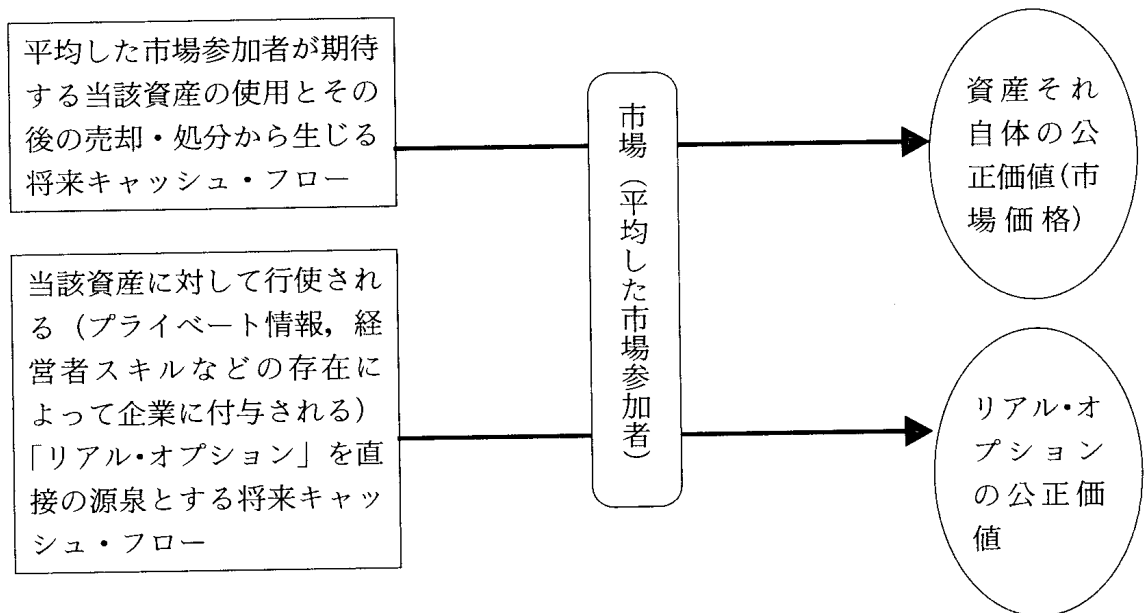 平均した市場参加者が期待
する当該資産の使用とその
後の売却・処分から生じる
将来キャッシュ・フロー
当該資産に対して行使され
る（プライベート情報，経
営者スキルなどの存在に
よって企業に付与される）
「リアル・オプション」を直
接の源泉とする将来キャッ
シュ・フロー
市場（平均した市場参加者）
資産それ
自体の公
正価値(市
場価格)
リアル・オ
プション
の公正価
値